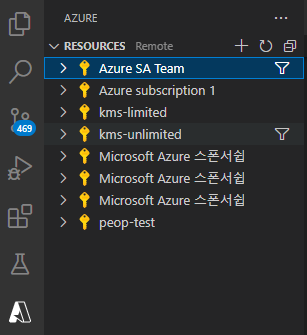 AZURE
RESOURCES Remote
Azure SA Team
Azure subscription 1
kms-limited
kms-unlimited
Microsoft Azure 스폰서쉽
Microsoft Azure 스폰서쉽
Microsoft Azure 스폰서쉽
peop-test
469